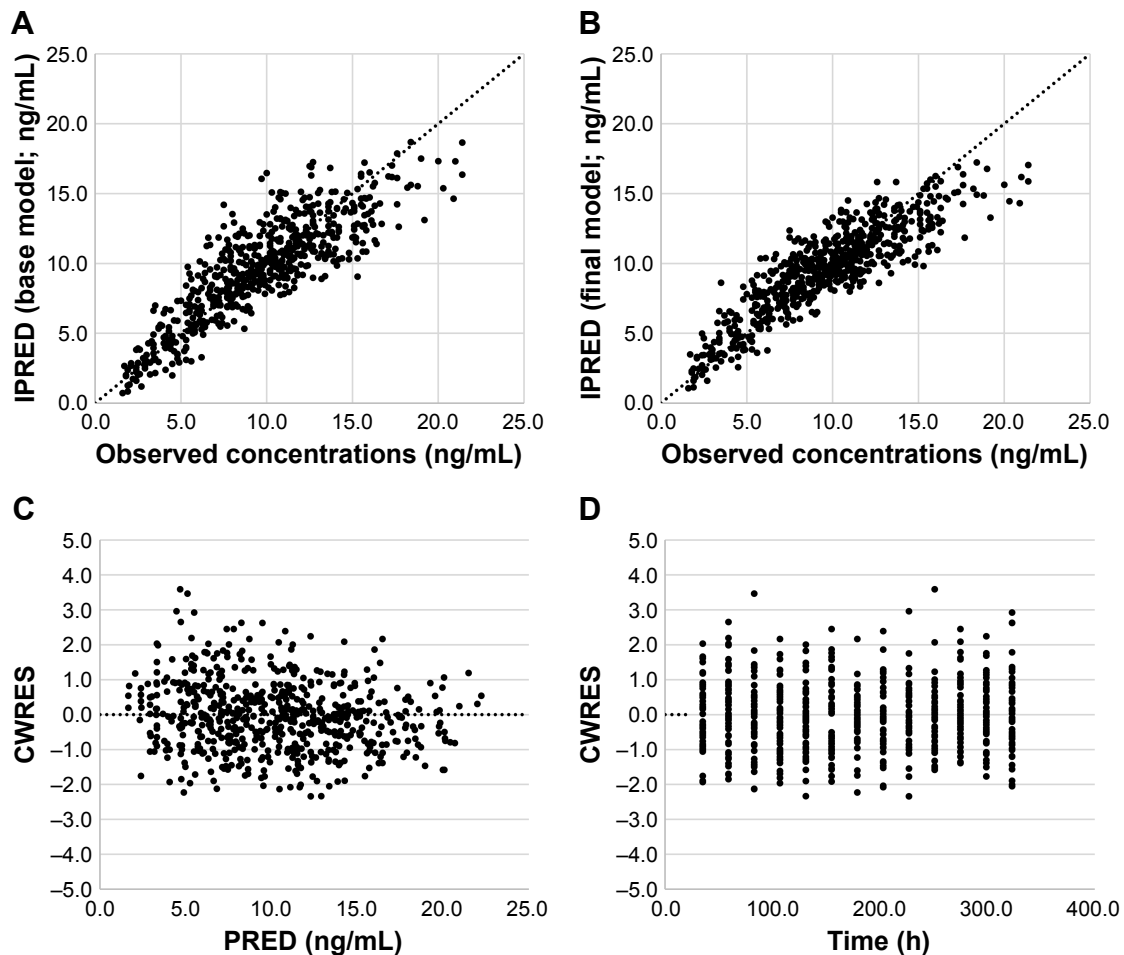 A
IPRED (base model; ng/mL)
25.0
20.0
15.0
10.0
5.0
0.0
0.0 5.0 10.0 15.0 20.0 25.0
Observed concentrations (ng/mL)
B
IPRED (final model; ng/mL)
25.0
20.0
15.0
10.0
5.0
0.0
0.0 5.0 10.0 15.0 20.0 25.0
Observed concentrations (ng/mL)
C
CWRES
5.0
4.0
3.0
2.0
1.0
0.0
–1.0
–2.0
–3.0
–4.0
–5.0
0.0 5.0 10.0 15.0 20.0 25.0
PRED (ng/mL)
D
CWRES
5.0
4.0
3.0
2.0
1.0
0.0
–1.0
–2.0
–3.0
–4.0
–5.0
0.0 100.0 200.0 300.0 400.0
Time (h)